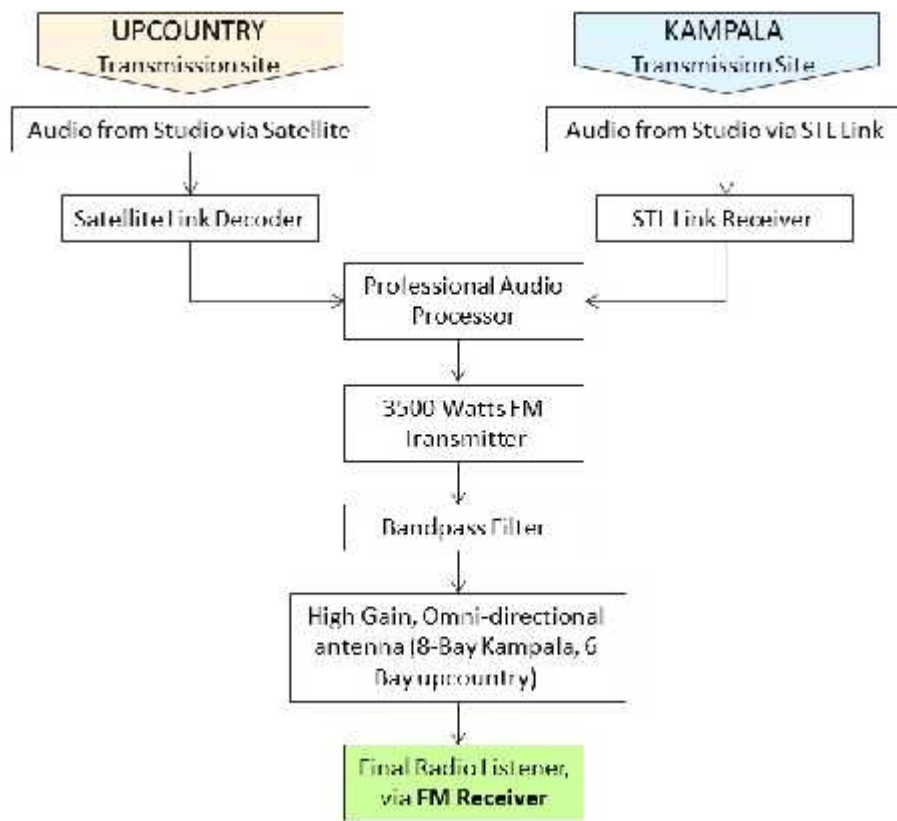 UPCOUNTRY
Transmission site
KAMPALA
Transmission Site
Audio from Studio via Satellite
Audio from Studio via STL Link
Satellite Link Decoder
STL Link Receiver
Professional Audio
Processor
3500 Watts FM
Transmitter
Bandpass Filter
High Gain, Omni-directional
antenna (8-Bay Kampala, 6
Bay upcountry)
Final Radio Listener,
via FM Receiver